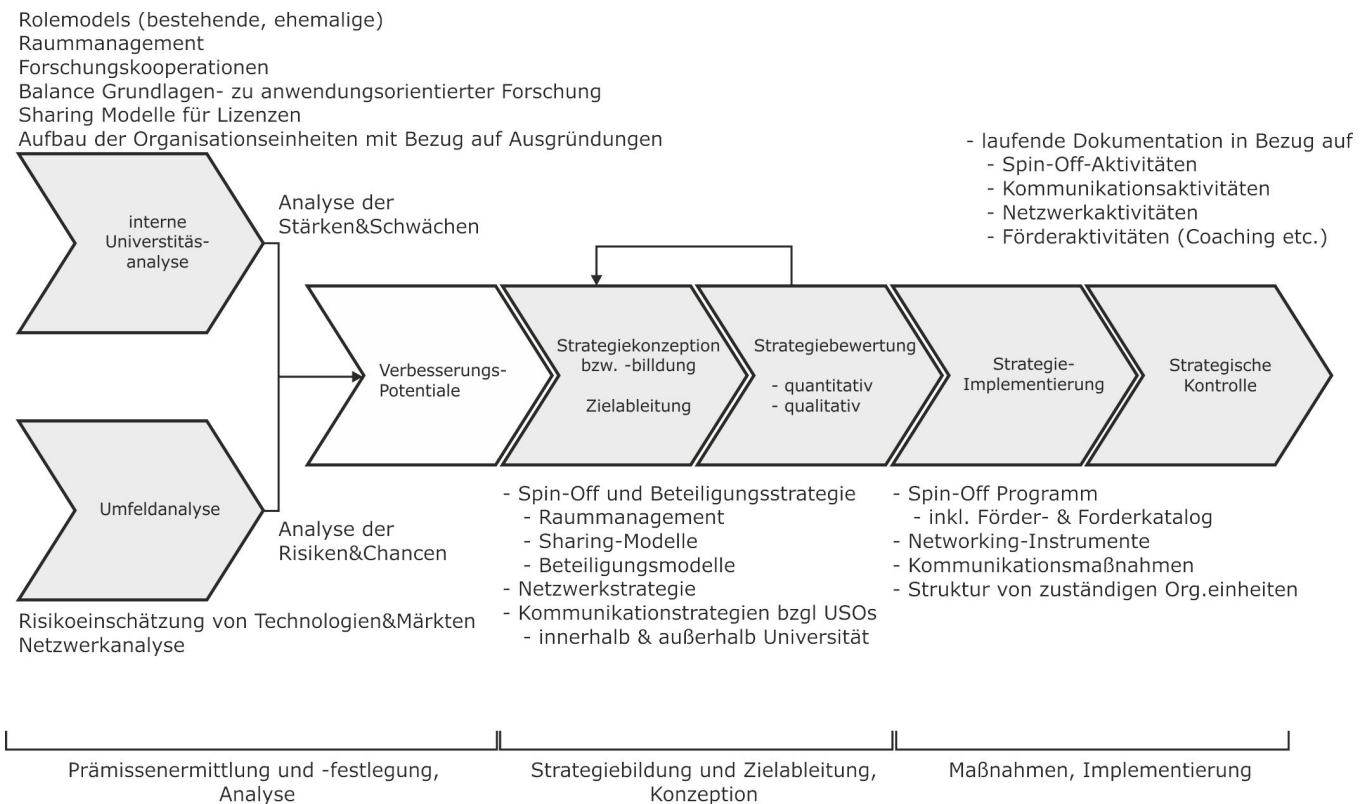 Rolemodels (bestehende, ehemalige)
Raummanagement
Forschungskooperationen
Balance Grundlagen- zu anwendungsorientierter Forschung
Sharing Modelle für Lizenzen
Aufbau der Organisationseinheiten mit Bezug auf Ausgründungen
- laufende Dokumentation in Bezug auf
- Spin-Off-Aktivitäten
- Kommunikationsaktivitäten
- Netzwerkaktivitäten
- Förderaktivitäten (Coaching etc.)
interne
Universtitäs-
analyse
Analyse der
Stärken&Schwächen
Verbesserungs-
Potentiale
Strategiekonzeption
bzw. -billdung
Zielableitung
Strategiebewertung
- quantitativ
- qualitativ
Strategie-
Implementierung
Strategische
Kontrolle
Umfeldanalyse
Analyse der
Risiken&Chancen
Risikoeinschätzung von Technologien&Märkten
Netzwerkanalyse
- Spin-Off und Beteiligungsstrategie
- Raummanagement
- Sharing-Modelle
- Beteiligungsmodelle
- Netzwerkstrategie
- Kommunikationstrategien bzgl USOs
- innerhalb & außerhalb Universität
- Spin-Off Programm
- inkl. Förder- & Forderkatalog
- Networking-Instrumente
- Kommunikationsmaßnahmen
- Struktur von zuständigen Org.einheiten
Prämissenermittlung und -festlegung,
Analyse
Strategiebildung und Zielableitung,
Konzeption
Maßnahmen, Implementierung